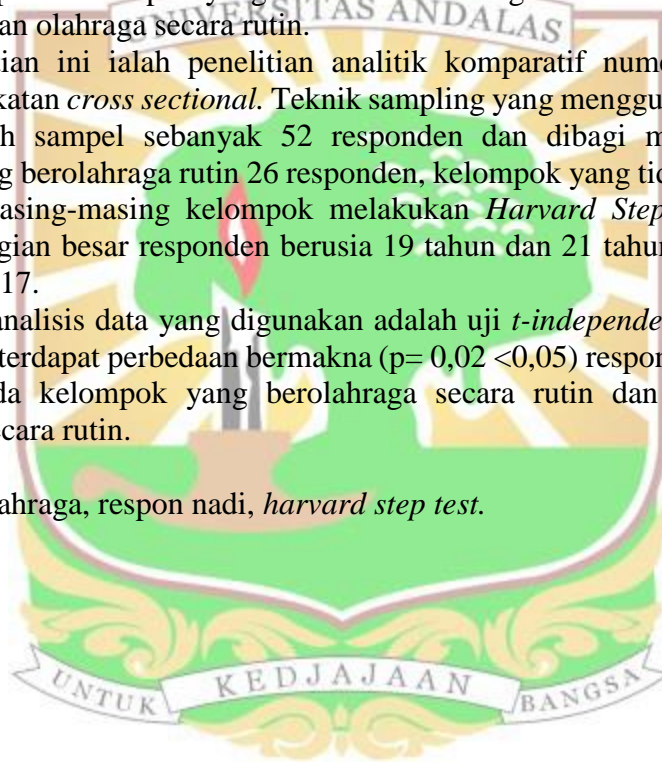 UNIVERSITAS ANDALAS
an olahraga secara rutin.
ian ini ialah penelitian analitik komparatif nume
katan cross sectional. Teknik sampling yang menggu
h sampel sebanyak 52 responden dan dibagi m
g berolahraga rutin 26 responden, kelompok yang tid
asing-masing kelompok melakukan Harvard Step
gian besar responden berusia 19 tahun dan 21 tahun
17.
analisis data yang digunakan adalah uji t-independe
terdapat perbedaan bermakna (p= 0,02 <0,05) respon
da kelompok yang berolahraga secara rutin dan
ecara rutin.
lahraga, respon nadi, harvard step test.
UNTUK KEDJAJAAN BANGSA